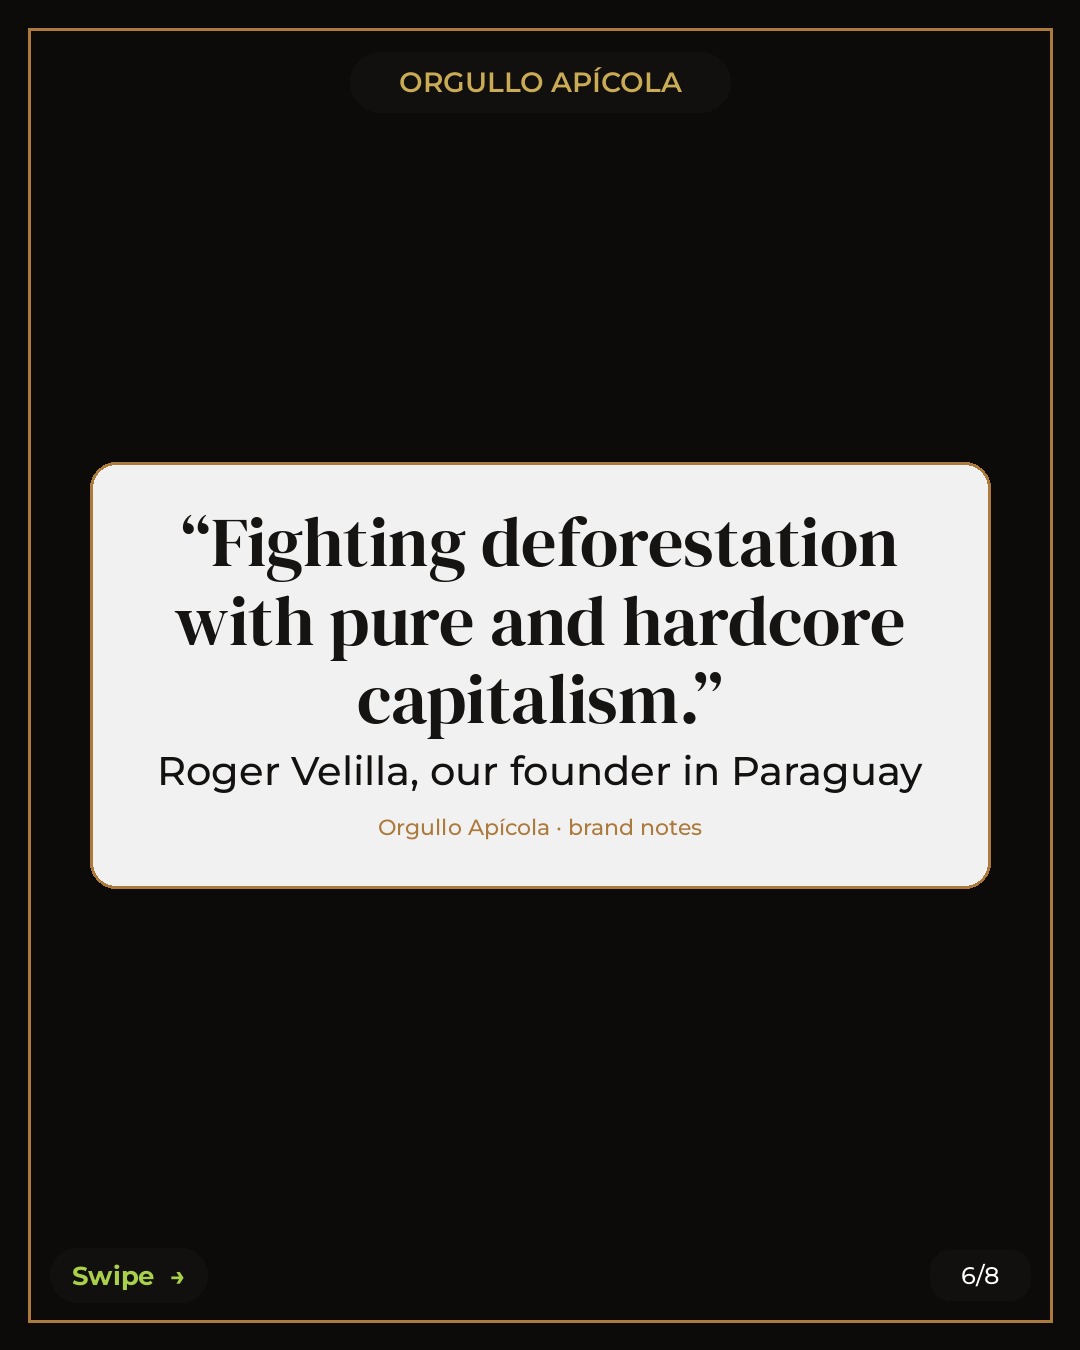 ORGULLO APÍCOLA
“Fighting deforestation
with pure and hardcore
capitalism.”
Roger Velilla, our founder in Paraguay
Orgullo Apícola · brand notes
Swipe →
6/8